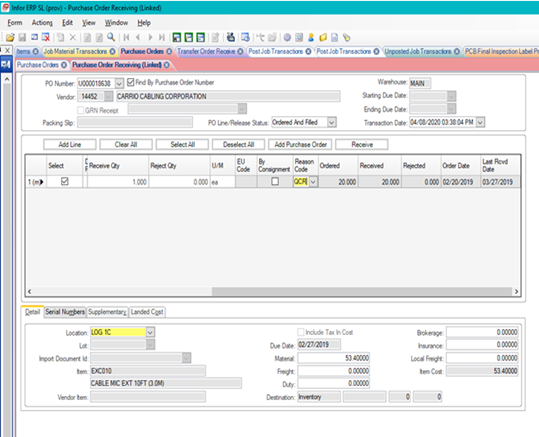 Infor ERP SL (prov) - Purchase Order Receiving (Linked)
Form Actions Edit View Window Help
Items Job Material Transactions Purchase Orders Transfer Order Receive Post Job Transactions Post Job Transactions Unposted Job Transactions PCB Final Inspection Label Pr
Purchase Orders Purchase Order Receiving (Linked)
PO Number: U000018638 Find By Purchase Order Number Warehouse: MAIN
Vendor: 14452 CARRIO CABLING CORPORATION Starting Due Date:
GRN Receipt Ending Due Date:
Packing Slip: PO Line/Release Status: Ordered And Filled Transaction Date: 04/08/2020 03:38:04 PM
Add Line Clear All Select All Deselect All Add Purchase Order Receive
Select Receive Qty Reject Qty U/M EU Code By Consignment Reason Code Ordered Received Rejected Order Date Last Rcvd Date
1 (m) 1.000 0.000 ea QCR 20.000 20.000 0.000 02/20/2019 03/27/2019
Detail Serial Numbers Supplementary Landed Cost
Location: LOG 1C Include Tax In Cost Brokerage: 0.00000
Lot: Due Date: 02/27/2019 Insurance: 0.00000
Import Document Id: Material: 53.40000 Local Freight: 0.00000
Item: EXC010 Freight: 0.00000 Item Cost: 53.40000
CABLE MIC EXT 10FT (3.0M) Duty: 0.00000
Vendor Item: Destination: Inventory 0 0